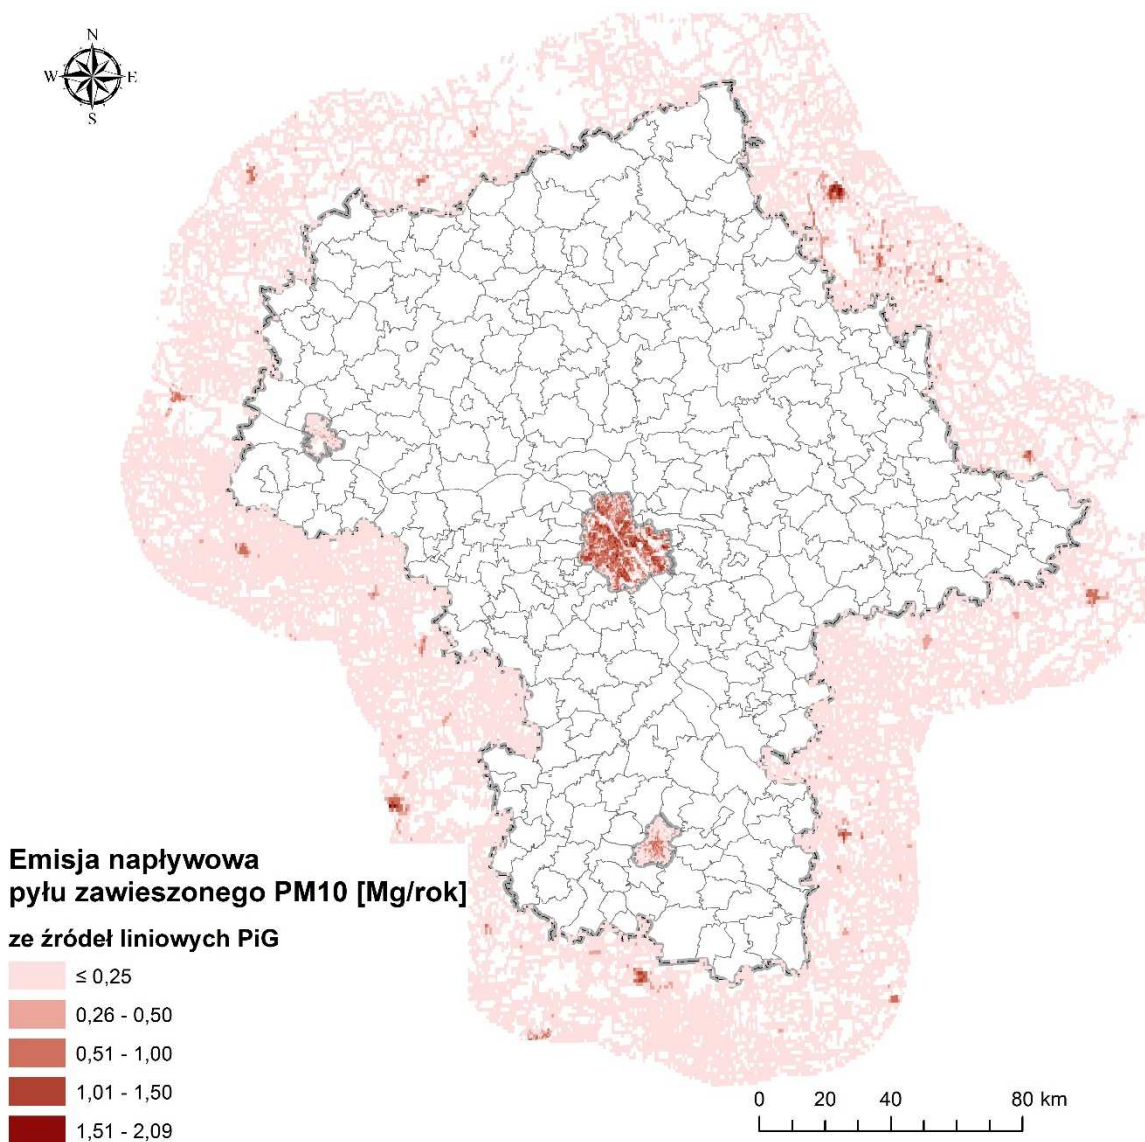 N
W E
S
Emisja napływowa
pyłu zawieszonego PM10 [Mg/rok]
ze źródeł liniowych PiG
≤ 0,25
0,26 - 0,50
0,51 - 1,00
1,01 - 1,50
1,51 - 2,09
0 20 40 80 km